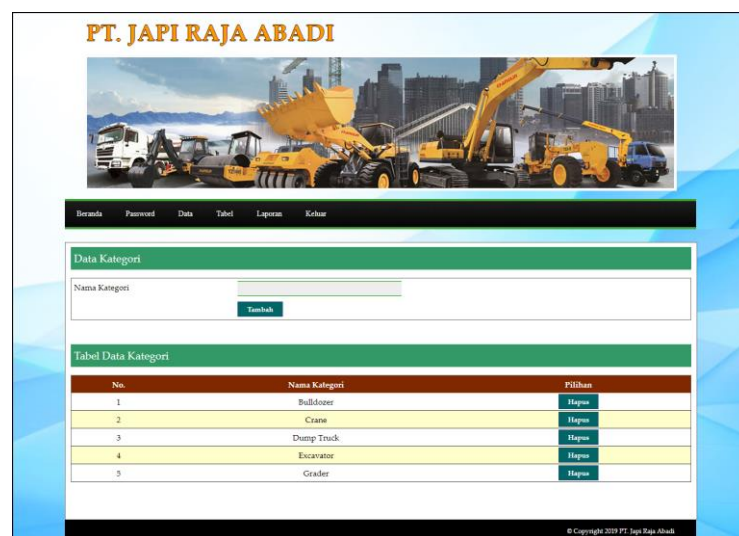 PT. JAPI RAJA ABADI
Beranda Password Data Tabel Laporan Keluar
Data Kategori
Nama Kategori
Tambah
Tabel Data Kategori
No. Nama Kategori Pilihan
1 Bulldozer Hapus
2 Crane Hapus
3 Dump Truck Hapus
4 Excavator Hapus
5 Grader Hapus
© Copyright 2019 PT. Japi Raja Abadi